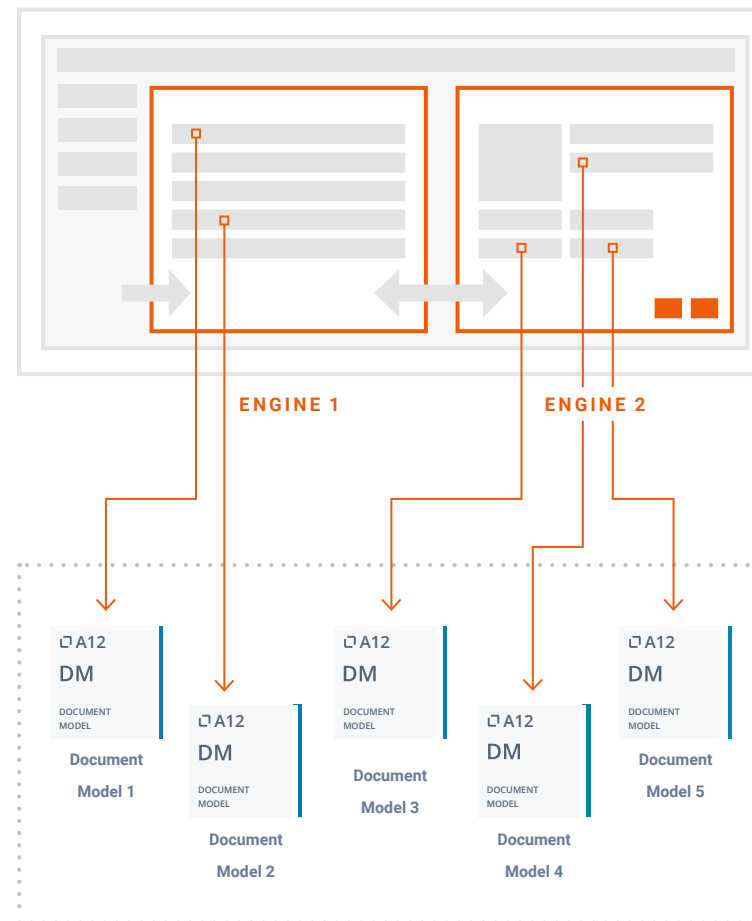 ENGINE 1
ENGINE 2
A12
DM
DOCUMENT
MODEL
Document
Model 1
A12
DM
DOCUMENT
MODEL
Document
Model 2
A12
DM
DOCUMENT
MODEL
Document
Model 3
A12
DM
DOCUMENT
MODEL
Document
Model 4
A12
DM
DOCUMENT
MODEL
Document
Model 5